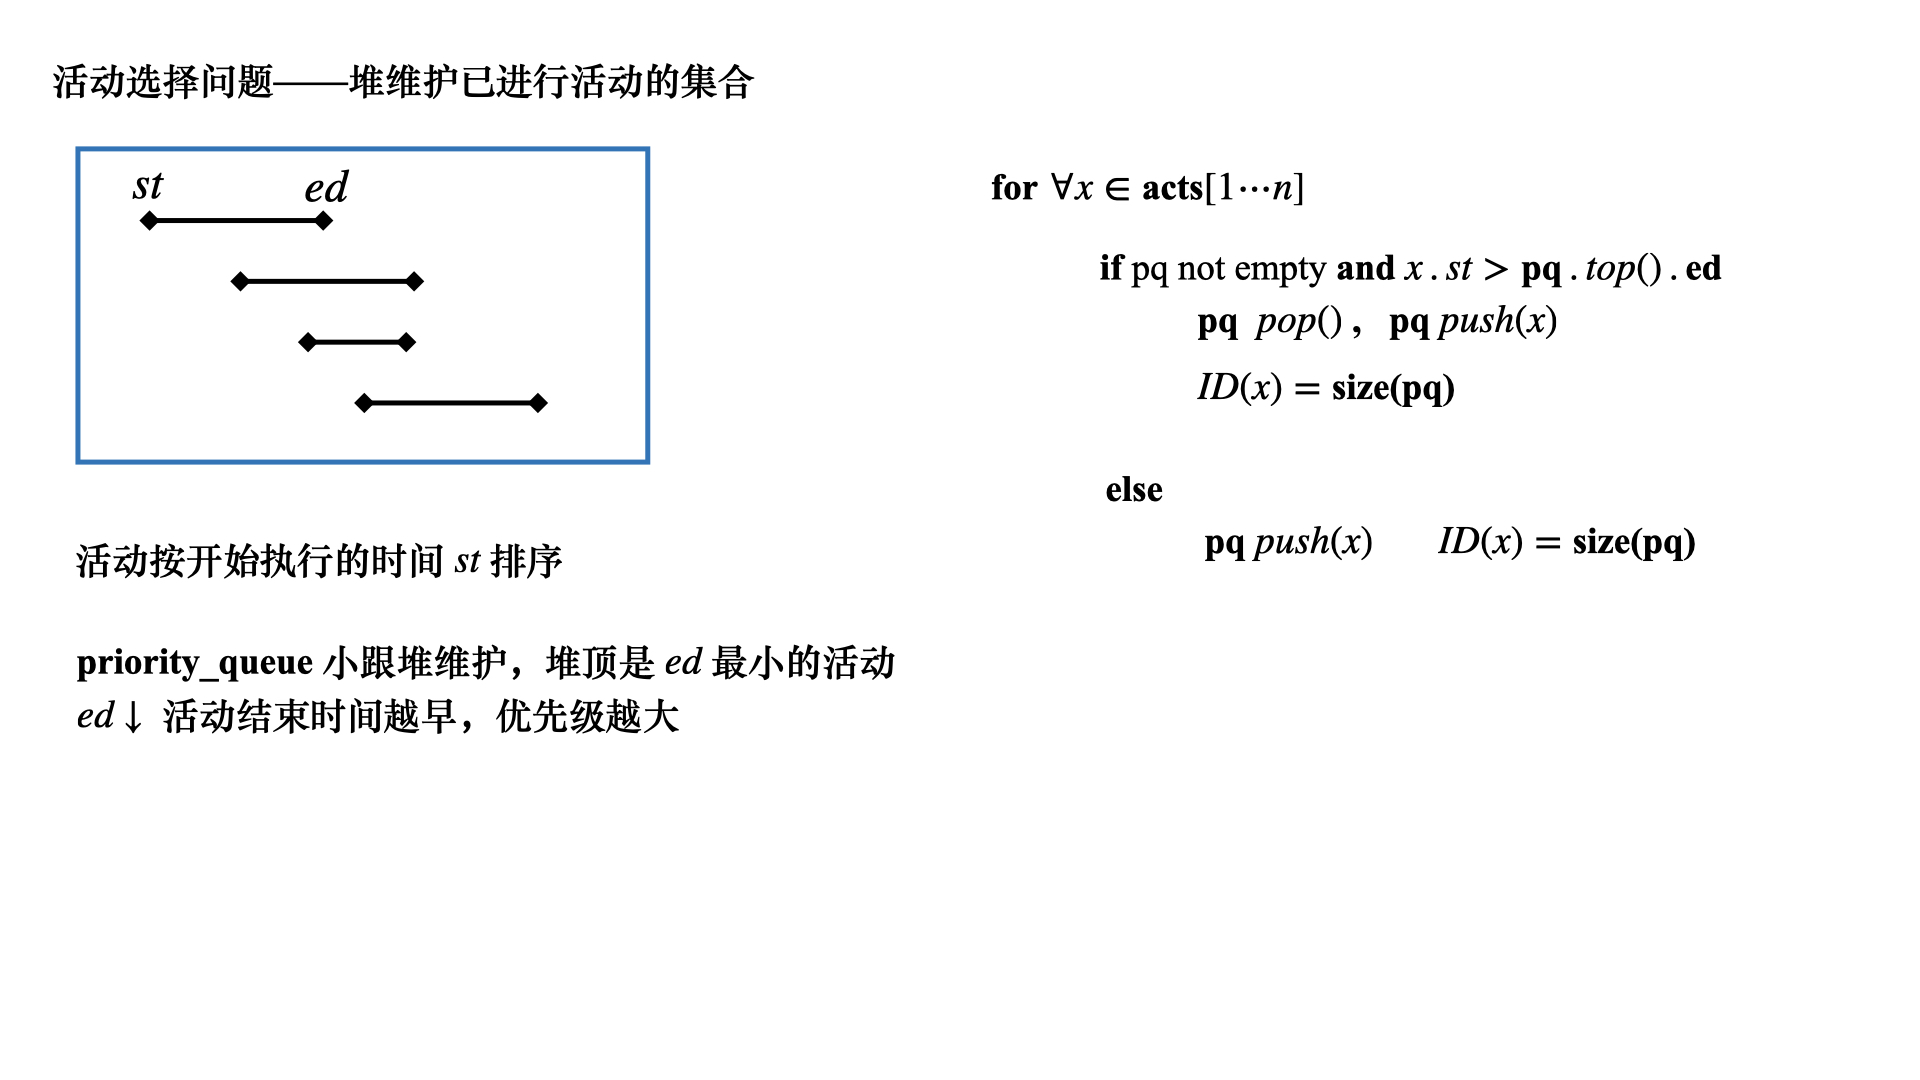 活动选择问题——堆维护已进行活动的集合
st ed
活动按开始执行的时间 st 排序
priority_queue 小跟堆维护，堆顶是 ed 最小的活动
ed ↓ 活动结束时间越早，优先级越大
for ∀x ∈ acts[1⋯n]
if pq not empty and x . st > pq . top() . ed
pq pop() , pq push(x)
ID(x) = size(pq)
else
pq push(x) ID(x) = size(pq)